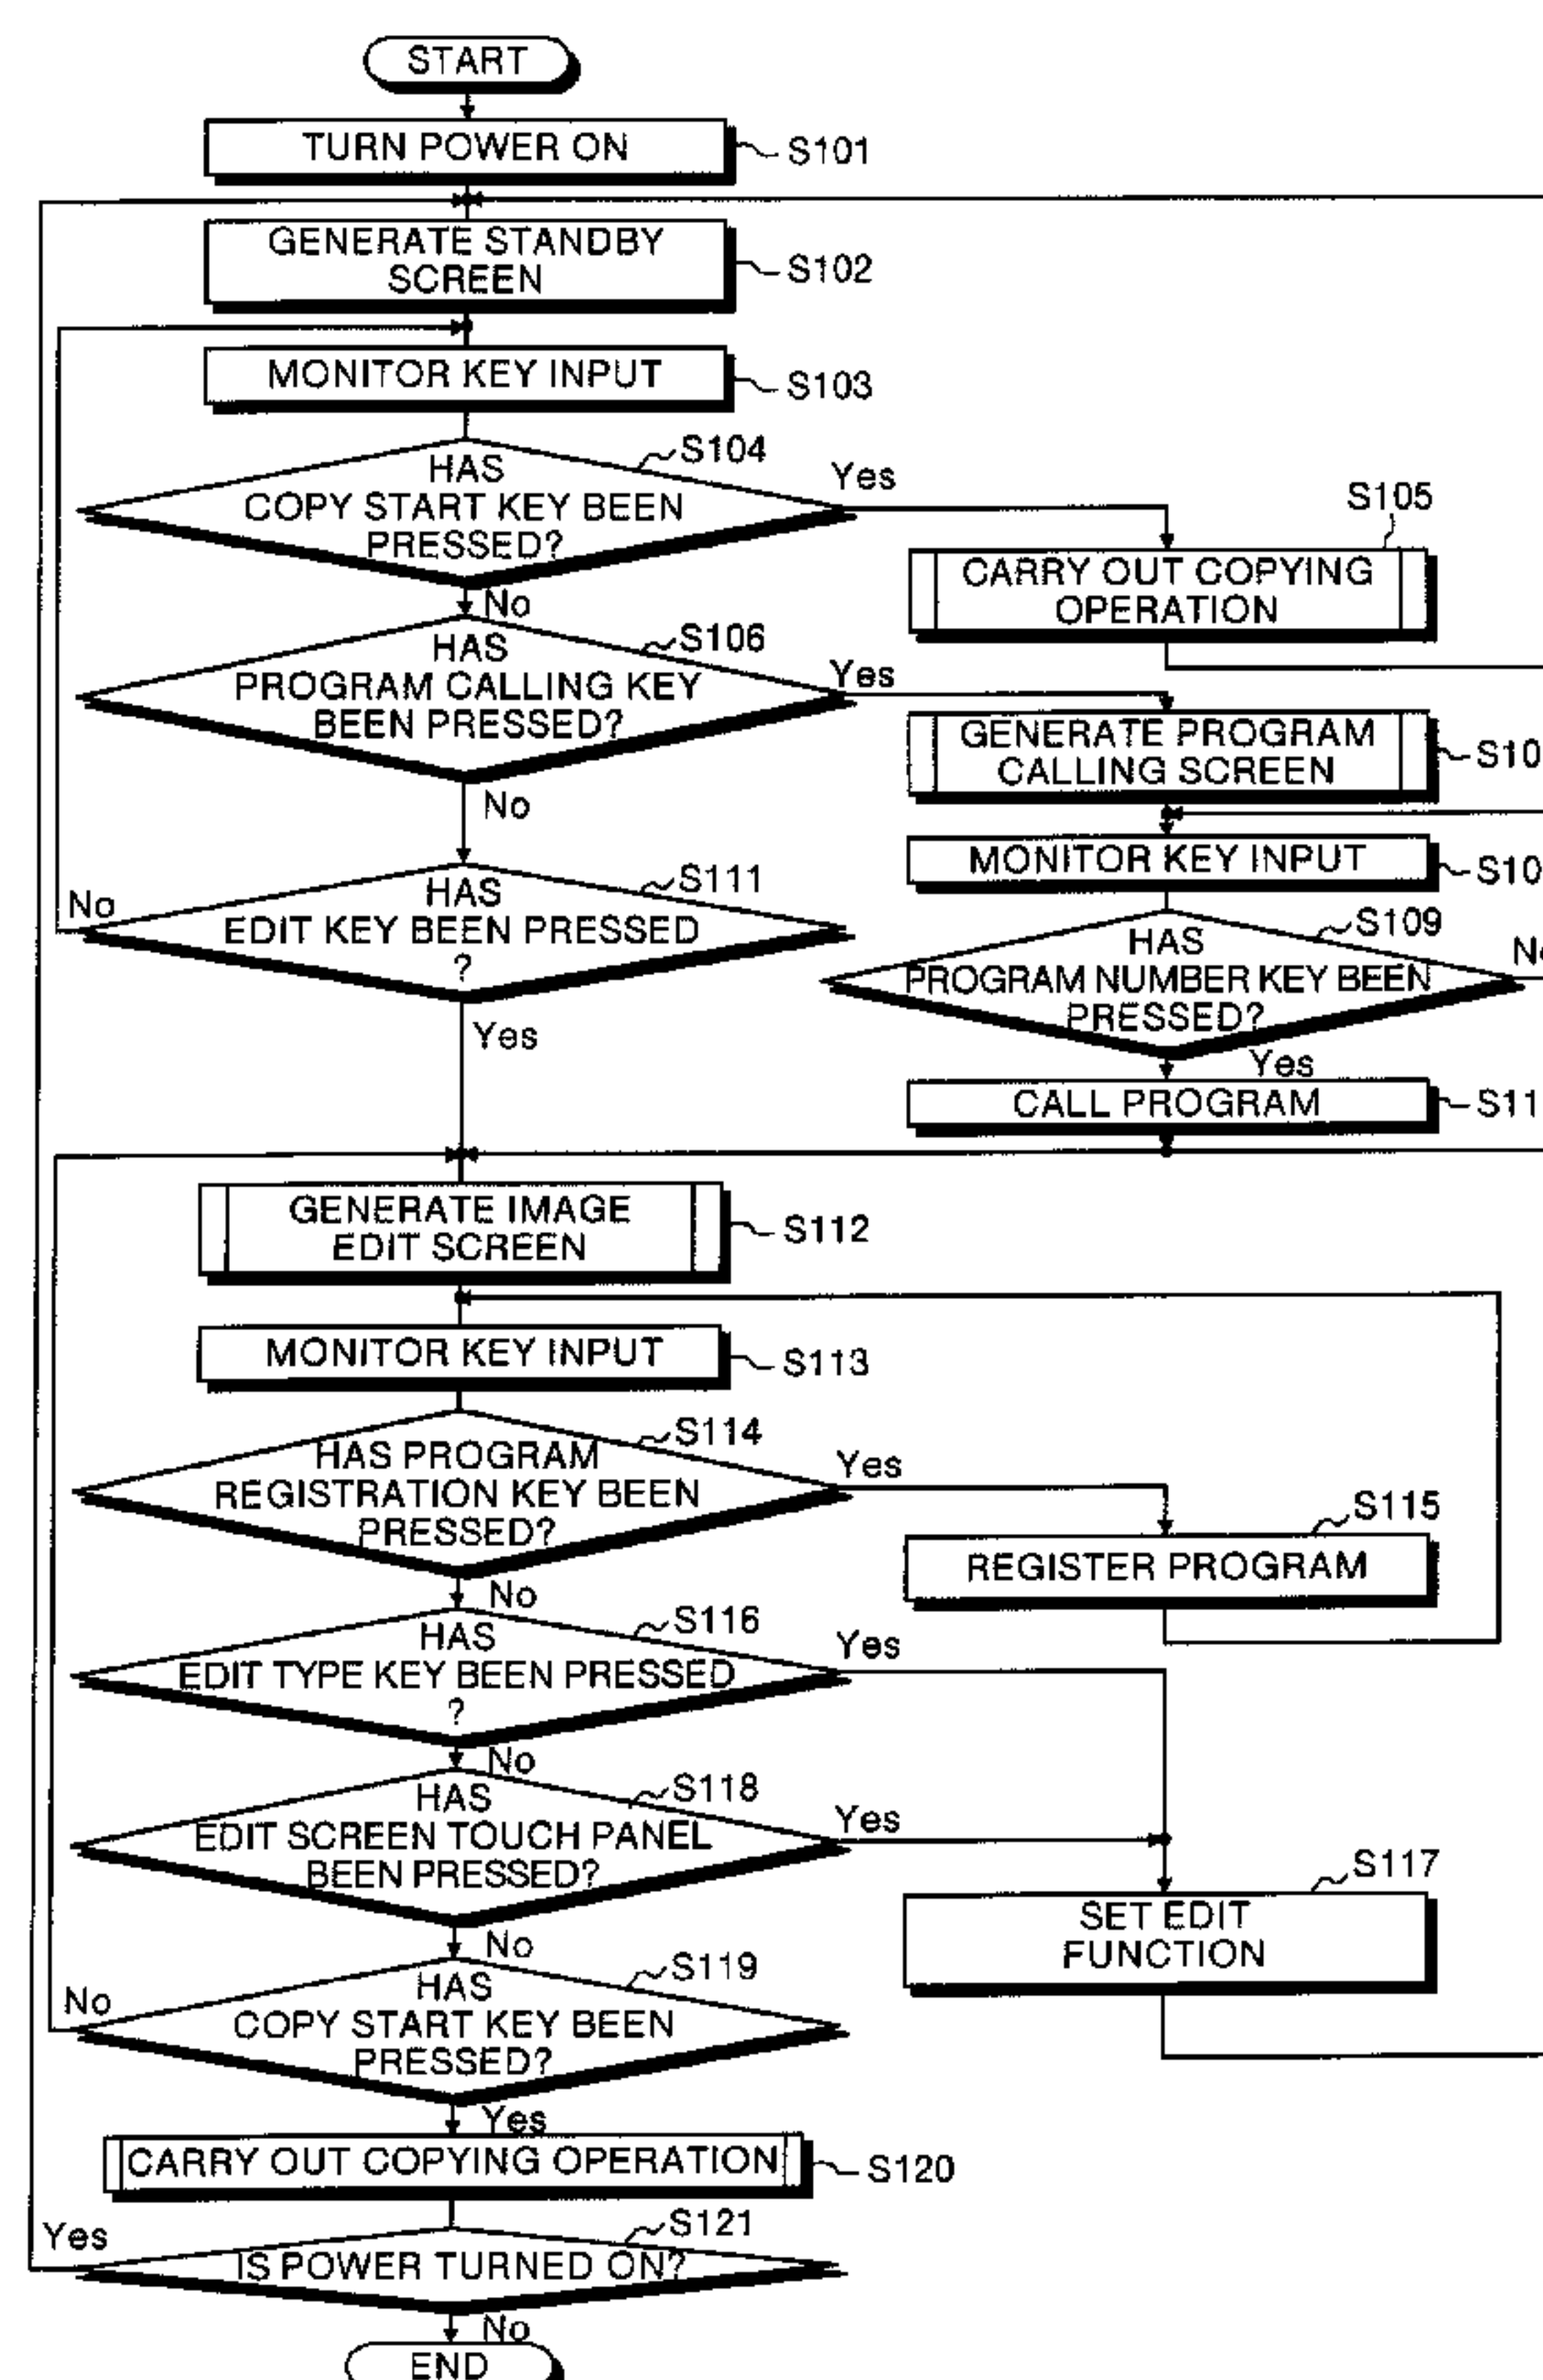 START
TURN POWER ON
S101
GENERATE STANDBY
SCREEN
S102
MONITOR KEY INPUT
S103
S104
HAS
COPY START KEY BEEN
PRESSED?
Yes
No
S105
CARRY OUT COPYING
OPERATION
S106
HAS
PROGRAM CALLING KEY
BEEN PRESSED?
Yes
No
GENERATE PROGRAM
CALLING SCREEN
S10
MONITOR KEY INPUT
S10
S109
HAS
PROGRAM NUMBER KEY BEEN
PRESSED?
Yes
CALL PROGRAM
S11
S111
HAS
EDIT KEY BEEN PRESSED
?
No
Yes
GENERATE IMAGE
EDIT SCREEN
S112
MONITOR KEY INPUT
S113
S114
HAS PROGRAM
REGISTRATION KEY BEEN
PRESSED?
Yes
No
S115
REGISTER PROGRAM
S116
HAS
EDIT TYPE KEY BEEN PRESSED
?
Yes
No
S118
HAS
EDIT SCREEN TOUCH PANEL
BEEN PRESSED?
Yes
No
S117
SET EDIT
FUNCTION
S119
HAS
COPY START KEY BEEN
PRESSED?
No
Yes
CARRY OUT COPYING OPERATION
S120
S121
IS POWER TURNED ON?
Yes
No
END